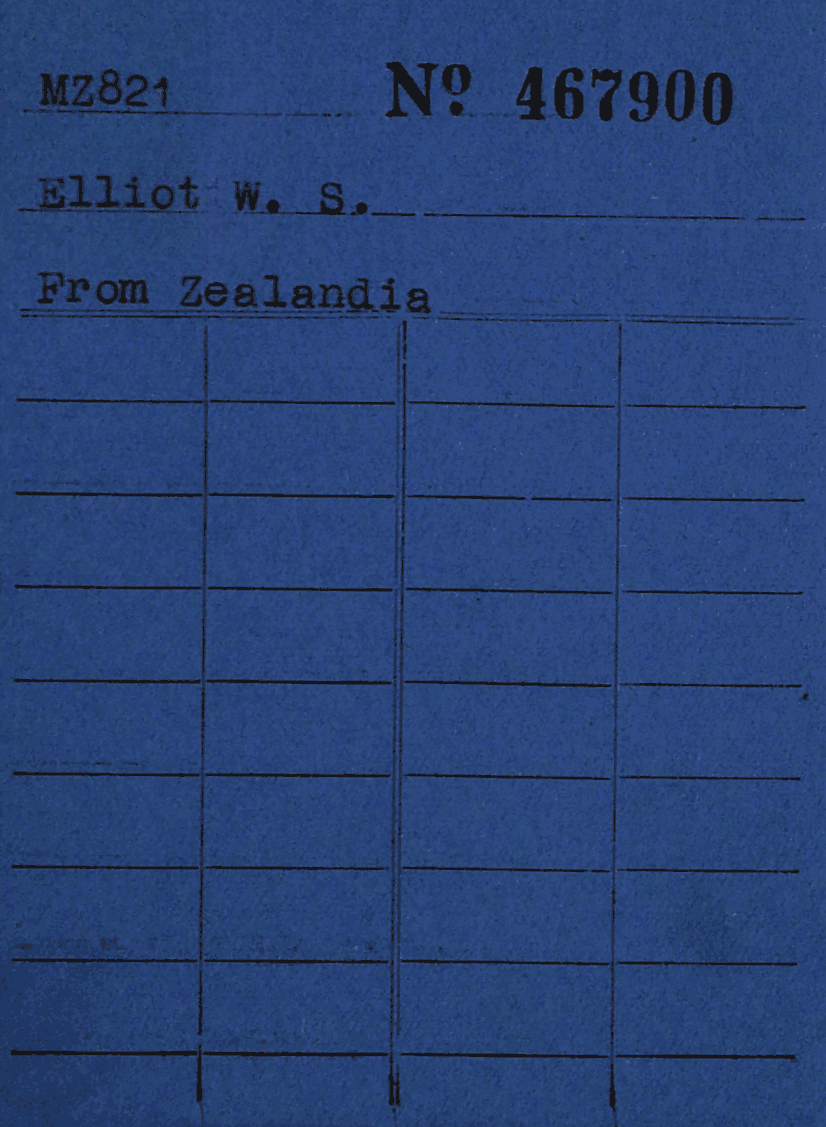 MZ821 Nº 467900
Elliot W. S.
From Zealandia